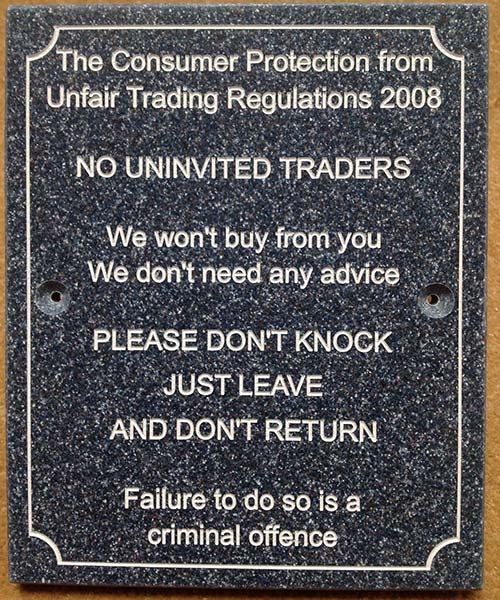 The Consumer Protection from
Unfair Trading Regulations 2008
NO UNINVITED TRADERS
We won't buy from you
We don't need any advice
PLEASE DON'T KNOCK
JUST LEAVE
AND DON'T RETURN
Failure to do so is a
criminal offence